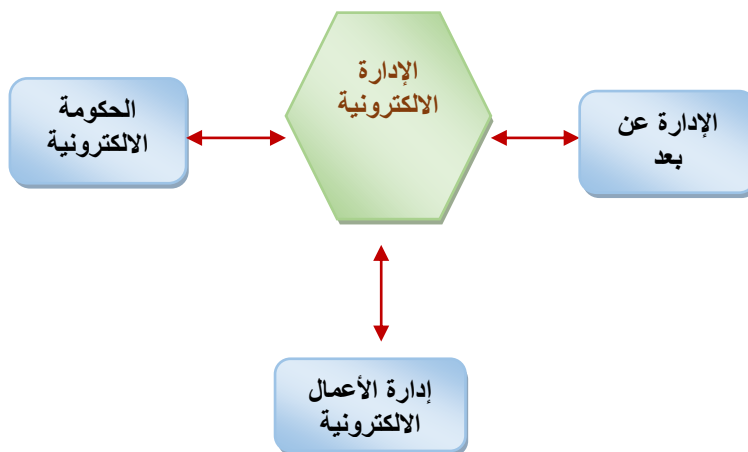 الإدارة
الالكترونية
الإدارة عن
بعد
الحكومة
الالكترونية
إدارة الأعمال
الالكترونية